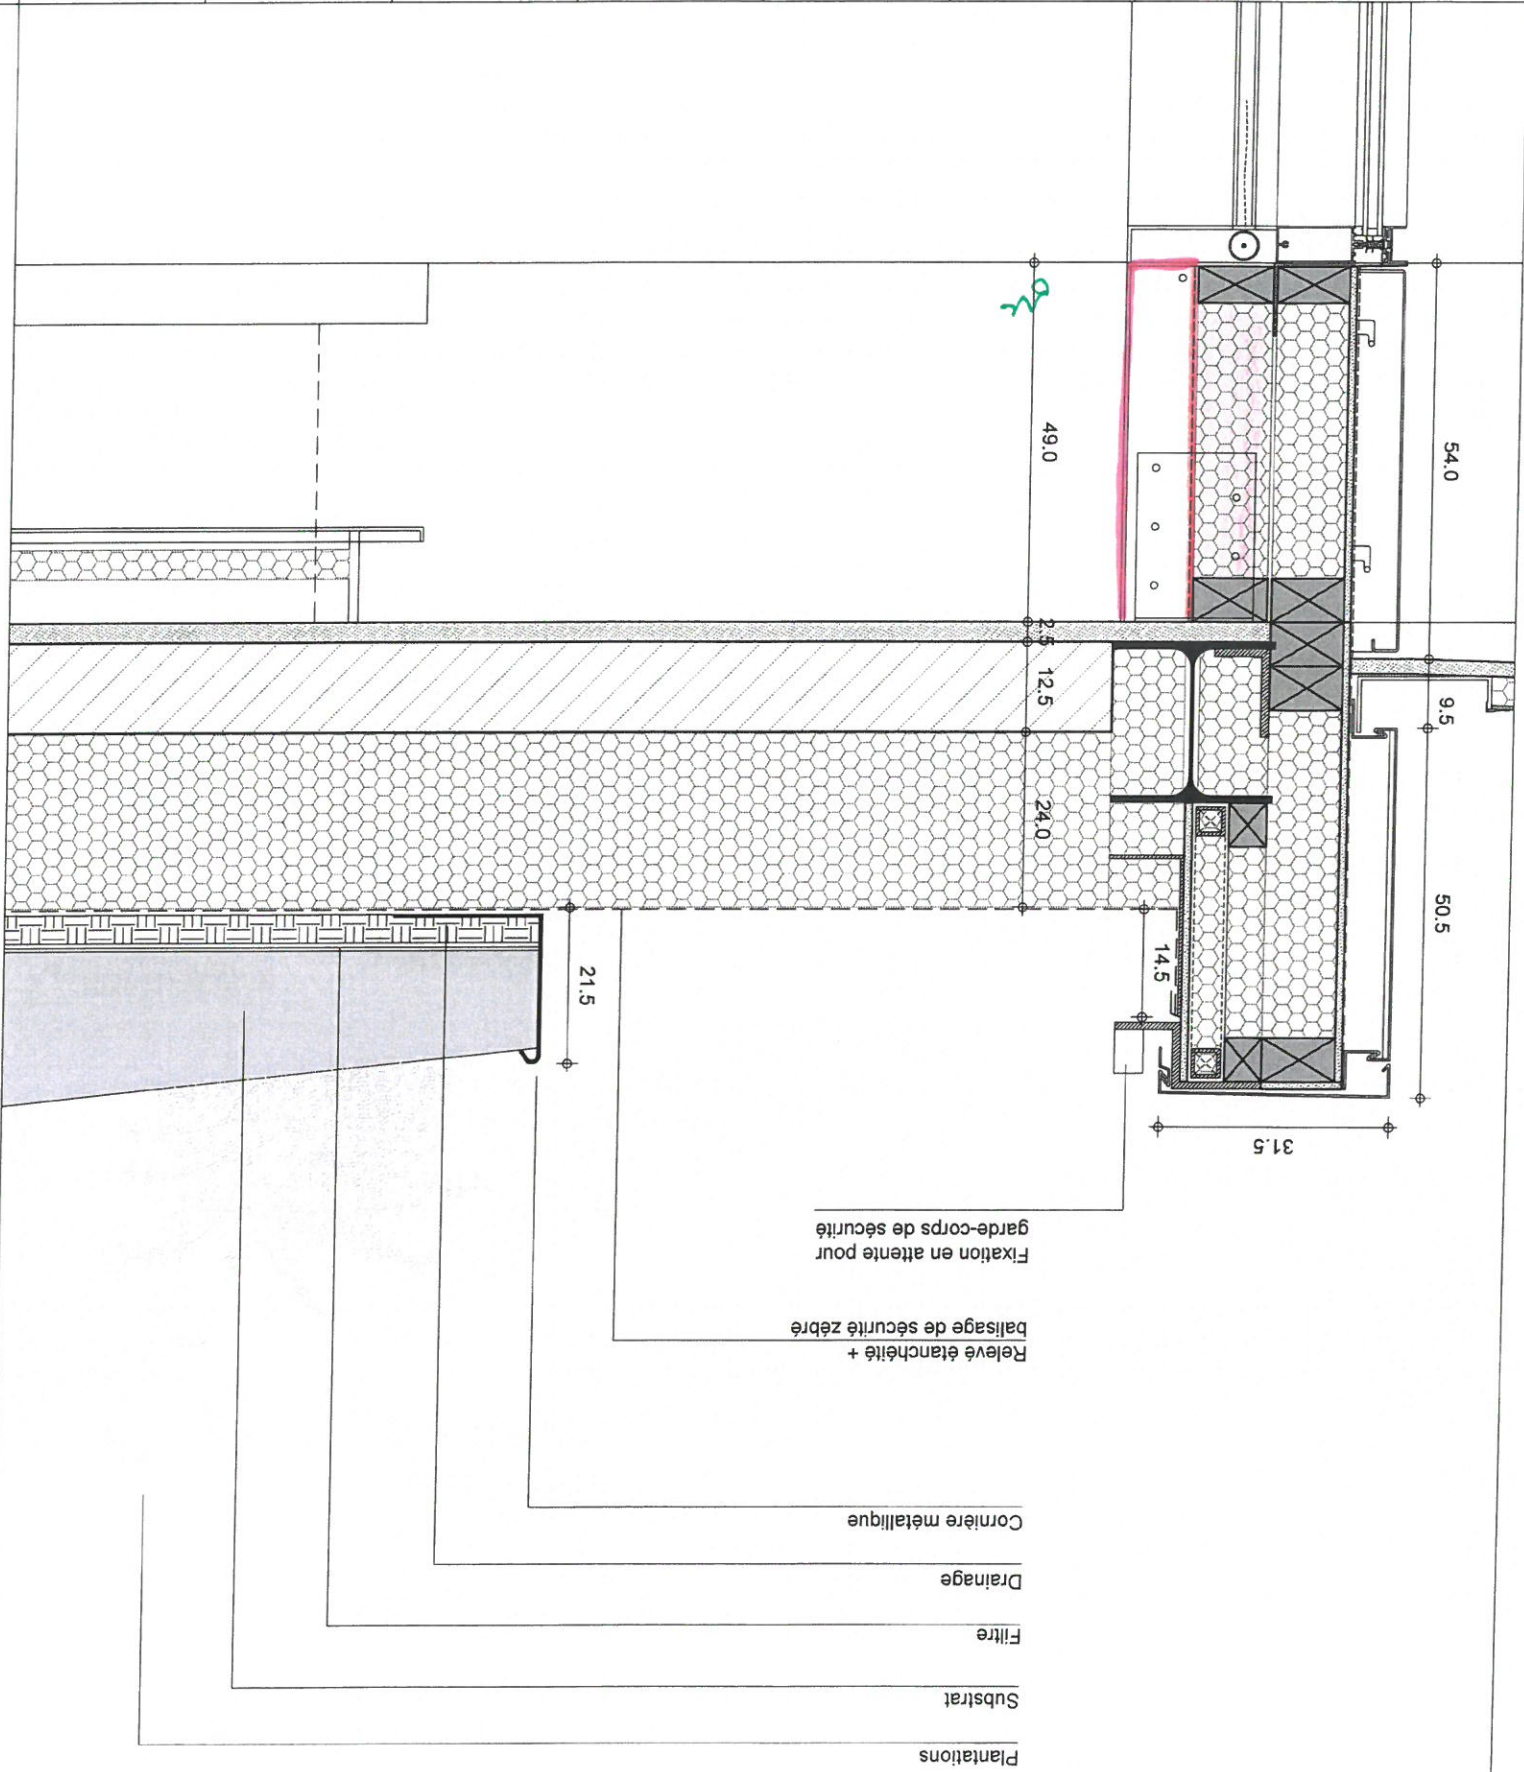 Plantations
Substrat
Filtre
Drainage
Cornière métallique
Relevé étanchéité +
balisage de sécurité zébré
Fixation en attente pour
garde-corps de sécurité
31.5
50.5
14.5
21.5
24.0
9.5
12.5
2.5
54.0
49.0